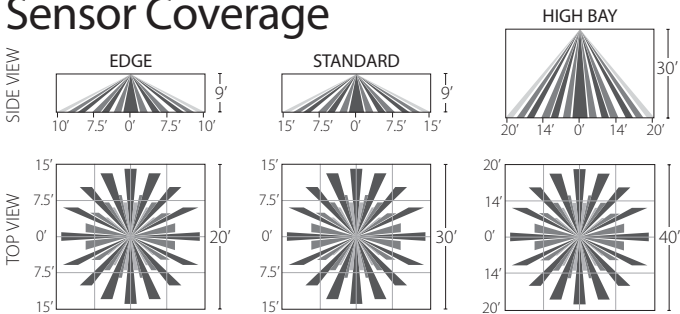 Sensor Coverage
SIDE VIEW
EDGE
9′
10′ 7.5′ 0′ 7.5′ 10′
STANDARD
9′
15′ 7.5′ 0′ 7.5′ 15′
HIGH BAY
30′
20′ 14′ 0′ 14′ 20′
TOP VIEW
15′
7.5′
0′
7.5′
15′
20′
15′
7.5′
0′
7.5′
15′
30′
20′
14′
0′
14′
20′
40′